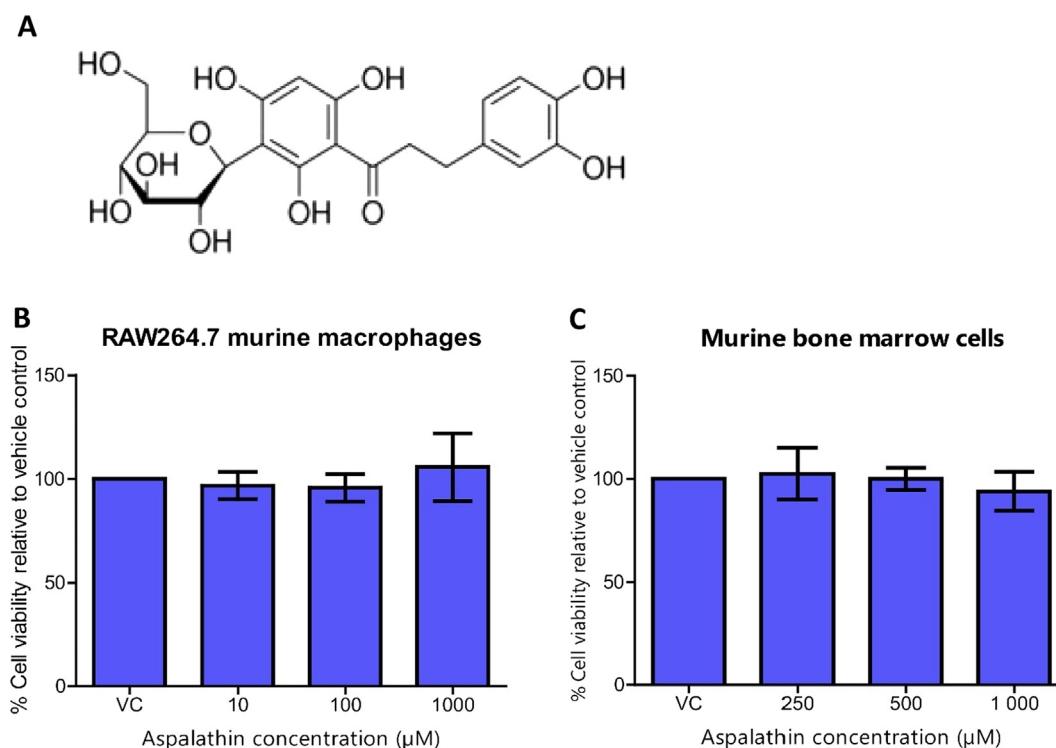 A
HO
HO
OH
OH
O
OH
OH
HO
OH
O
OH
B
RAW264.7 murine macrophages
% Cell viability relative to vehicle control
150
100
50
0
VC 10 100 1000
Aspalathin concentration (µM)
C
Murine bone marrow cells
% Cell viability relative to vehicle control
150
100
50
0
VC 250 500 1 000
Aspalathin concentration (µM)